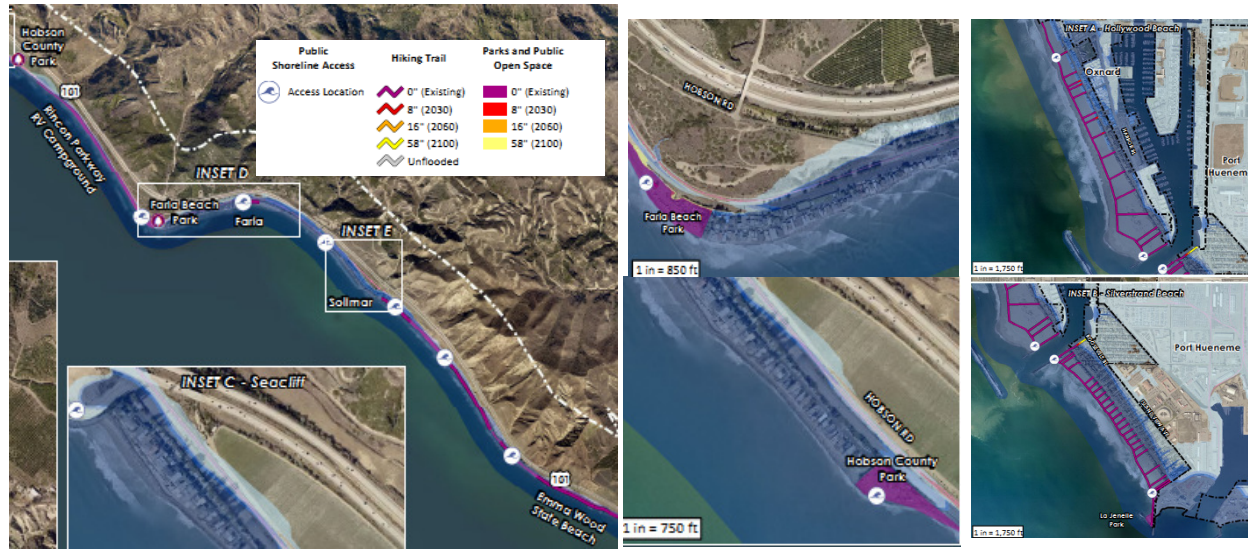 Hobson
County
Park
101
Rincon Parkway
RV Campground
INSET D
Faria Beach
Park
Faria
INSET E
Solimar
101
Emma Wood
State Beach
INSET C - Seacliff
Public
Shoreline Access
Access Location
Hiking Trail
0" (Existing)
8" (2030)
16" (2060)
58" (2100)
Unflooded
Parks and Public
Open Space
0" (Existing)
8" (2030)
16" (2060)
58" (2100)
HOBSON RD
Faria Beach
Park
1 in = 850 ft
HOBSON RD
Hobson County
Park
1 in = 750 ft
INSET A - Hollywood Beach
Oxnard
Port
Hueneme
1 in = 1,750 ft
INSET B - Silverstrand Beach
Port Hueneme
La Jenelle
Park
1 in = 1,750 ft